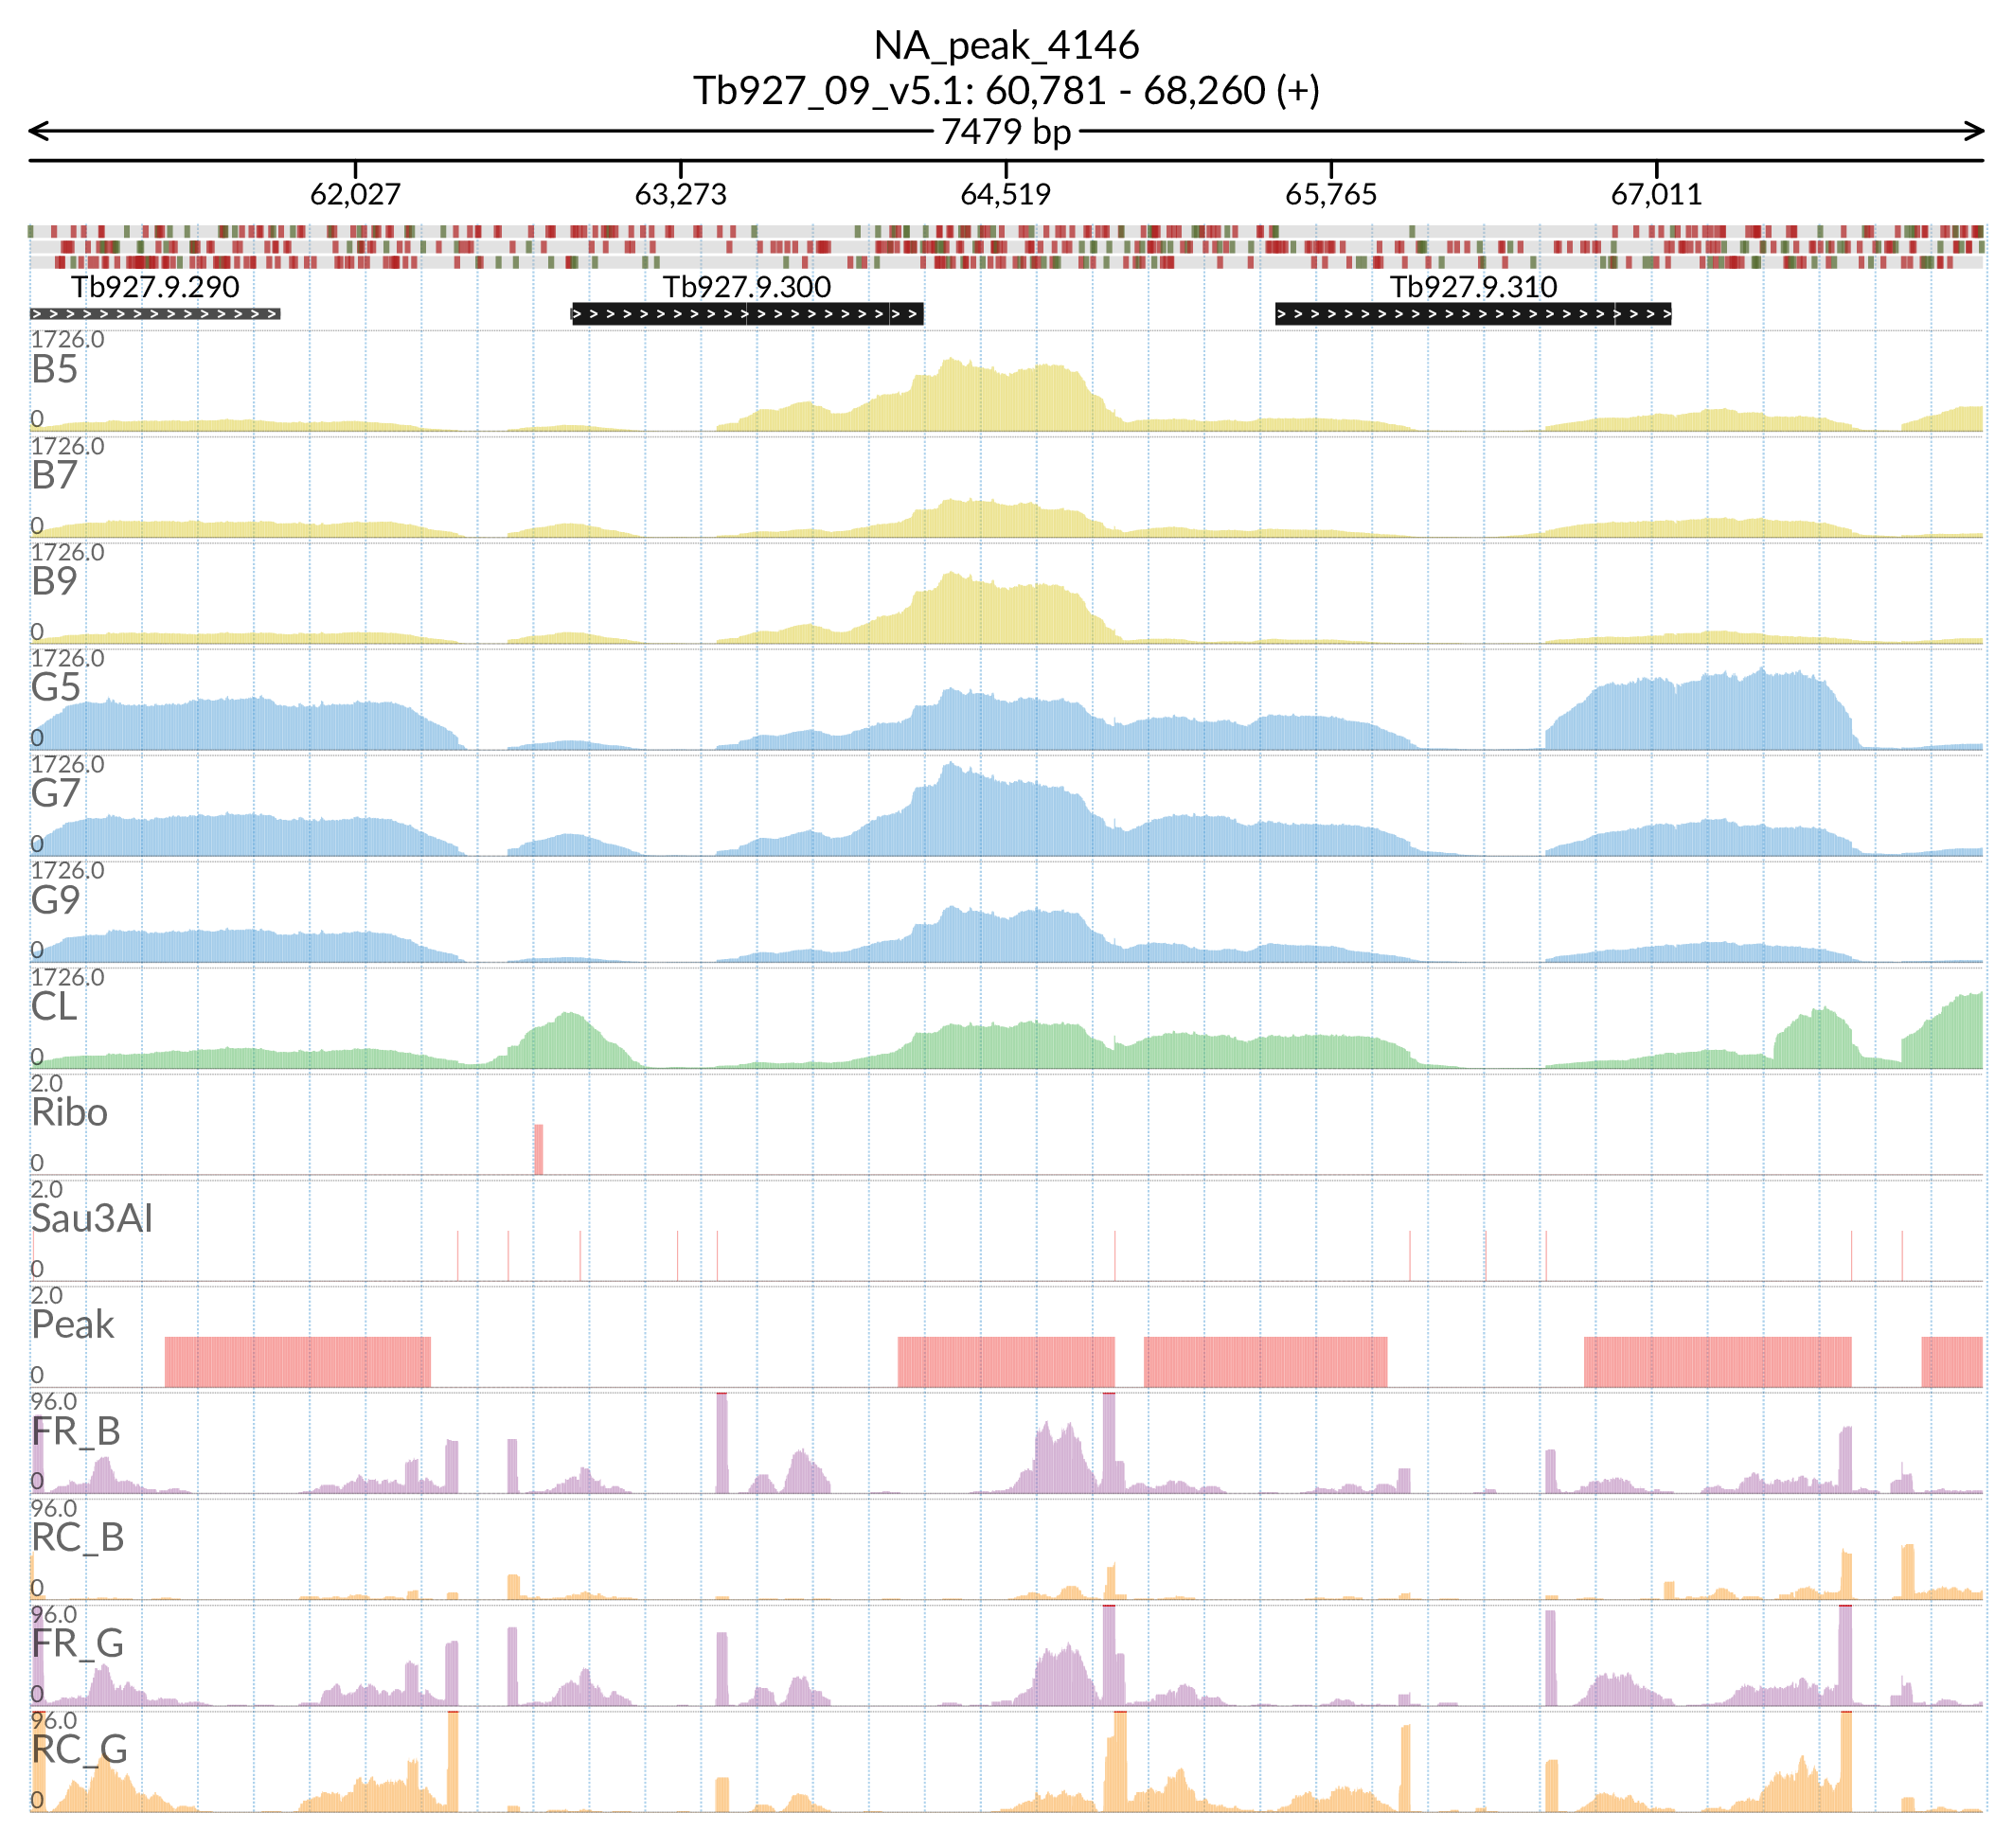 NA_peak_4146
Tb927_09_v5.1: 60,781 - 68,260 (+)
7479 bp
62,027 63,273 64,519 65,765 67,011
Tb927.9.290 Tb927.9.300 Tb927.9.310
1726.0
B5
0
1726.0
B7
0
1726.0
B9
0
1726.0
G5
0
1726.0
G7
0
1726.0
G9
0
1726.0
CL
0
2.0
Ribo
0
2.0
Sau3AI
0
2.0
Peak
0
96.0
FR_B
0
96.0
RC_B
0
96.0
FR_G
0
96.0
RC_G
0